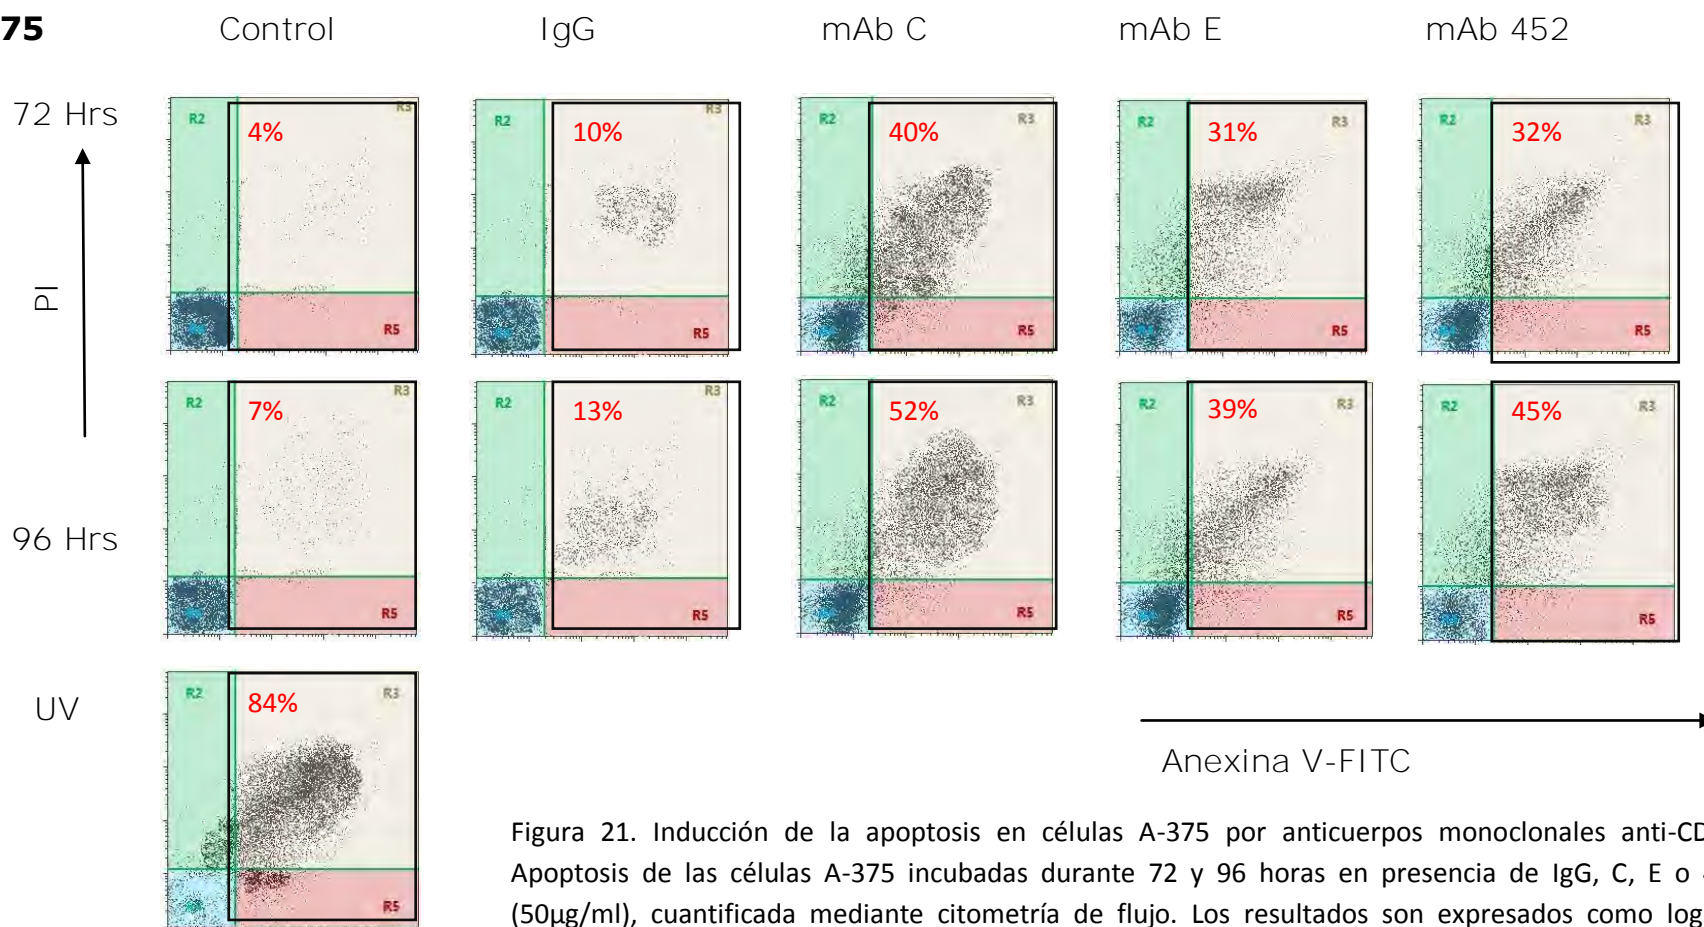 75 Control IgG mAb C mAb E mAb 452
72 Hrs
R2 4% R3
R5
R2 10% R3
R5
R2 40% R3
R5
R2 31% R3
R5
R2 32% R3
R5
PI
96 Hrs
R2 7% R3
R5
R2 13% R3
R5
R2 52% R3
R5
R2 39% R3
R5
R2 45% R3
R5
UV
R2 84% R3
R5
Anexina V-FITC
Figura 21. Inducción de la apoptosis en células A-375 por anticuerpos monoclonales anti-CD
Apoptosis de las células A-375 incubadas durante 72 y 96 horas en presencia de IgG, C, E o
(50µg/ml), cuantificada mediante citometría de flujo. Los resultados son expresados como log